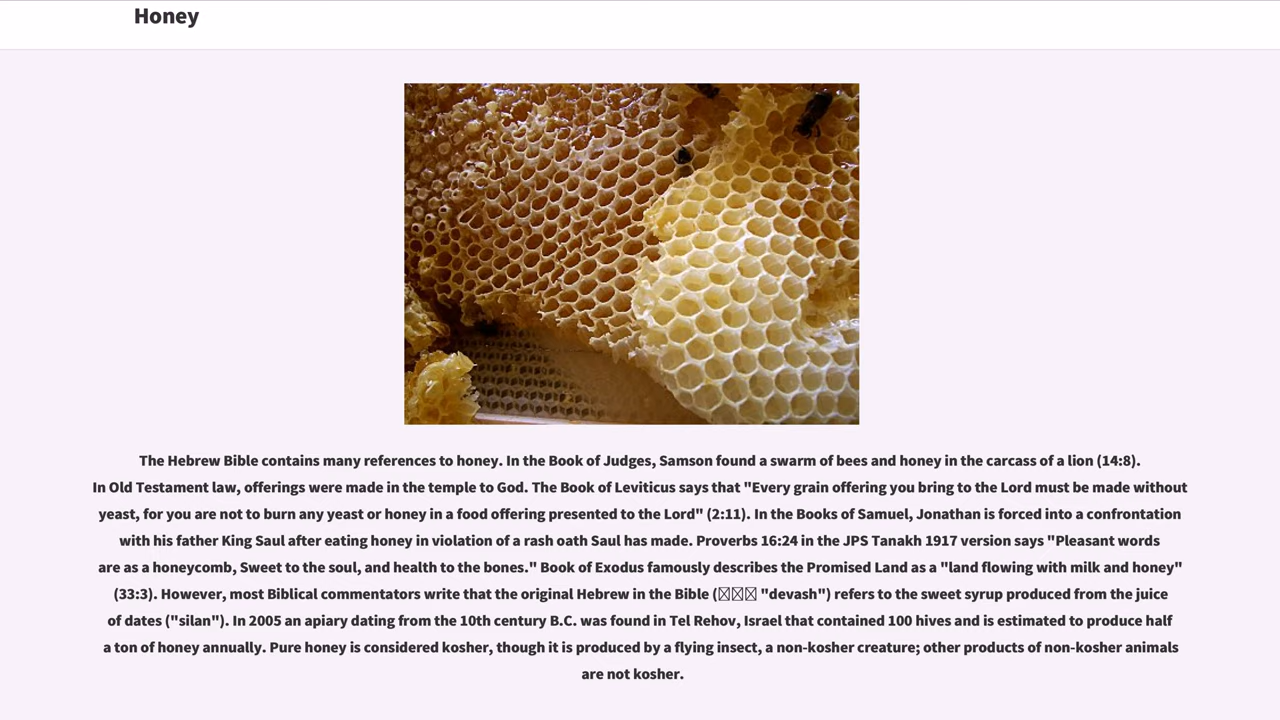 Honey
The Hebrew Bible contains many references to honey. In the Book of Judges, Samson found a swarm of bees and honey in the carcass of a lion (14:8).
In Old Testament law, offerings were made in the temple to God. The Book of Leviticus says that "Every grain offering you bring to the Lord must be made without
yeast, for you are not to burn any yeast or honey in a food offering presented to the Lord" (2:11). In the Books of Samuel, Jonathan is forced into a confrontation
with his father King Saul after eating honey in violation of a rash oath Saul has made. Proverbs 16:24 in the JPS Tanakh 1917 version says "Pleasant words
are as a honeycomb, Sweet to the soul, and health to the bones." Book of Exodus famously describes the Promised Land as a "land flowing with milk and honey"
(33:3). However, most Biblical commentators write that the original Hebrew in the Bible ( "devash") refers to the sweet syrup produced from the juice
of dates ("silan"). In 2005 an apiary dating from the 10th century B.C. was found in Tel Rehov, Israel that contained 100 hives and is estimated to produce half
a ton of honey annually. Pure honey is considered kosher, though it is produced by a flying insect, a non-kosher creature; other products of non-kosher animals
are not kosher.